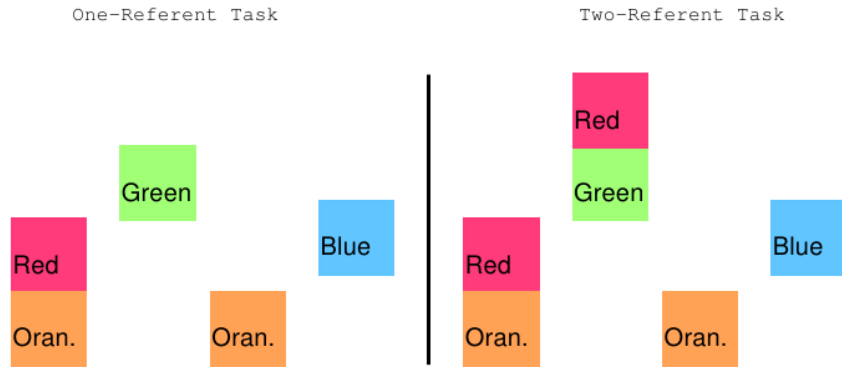 One-Referent Task
Green
Red
Blue
Oran.
Oran.
Two-Referent Task
Red
Green
Red
Blue
Oran.
Oran.